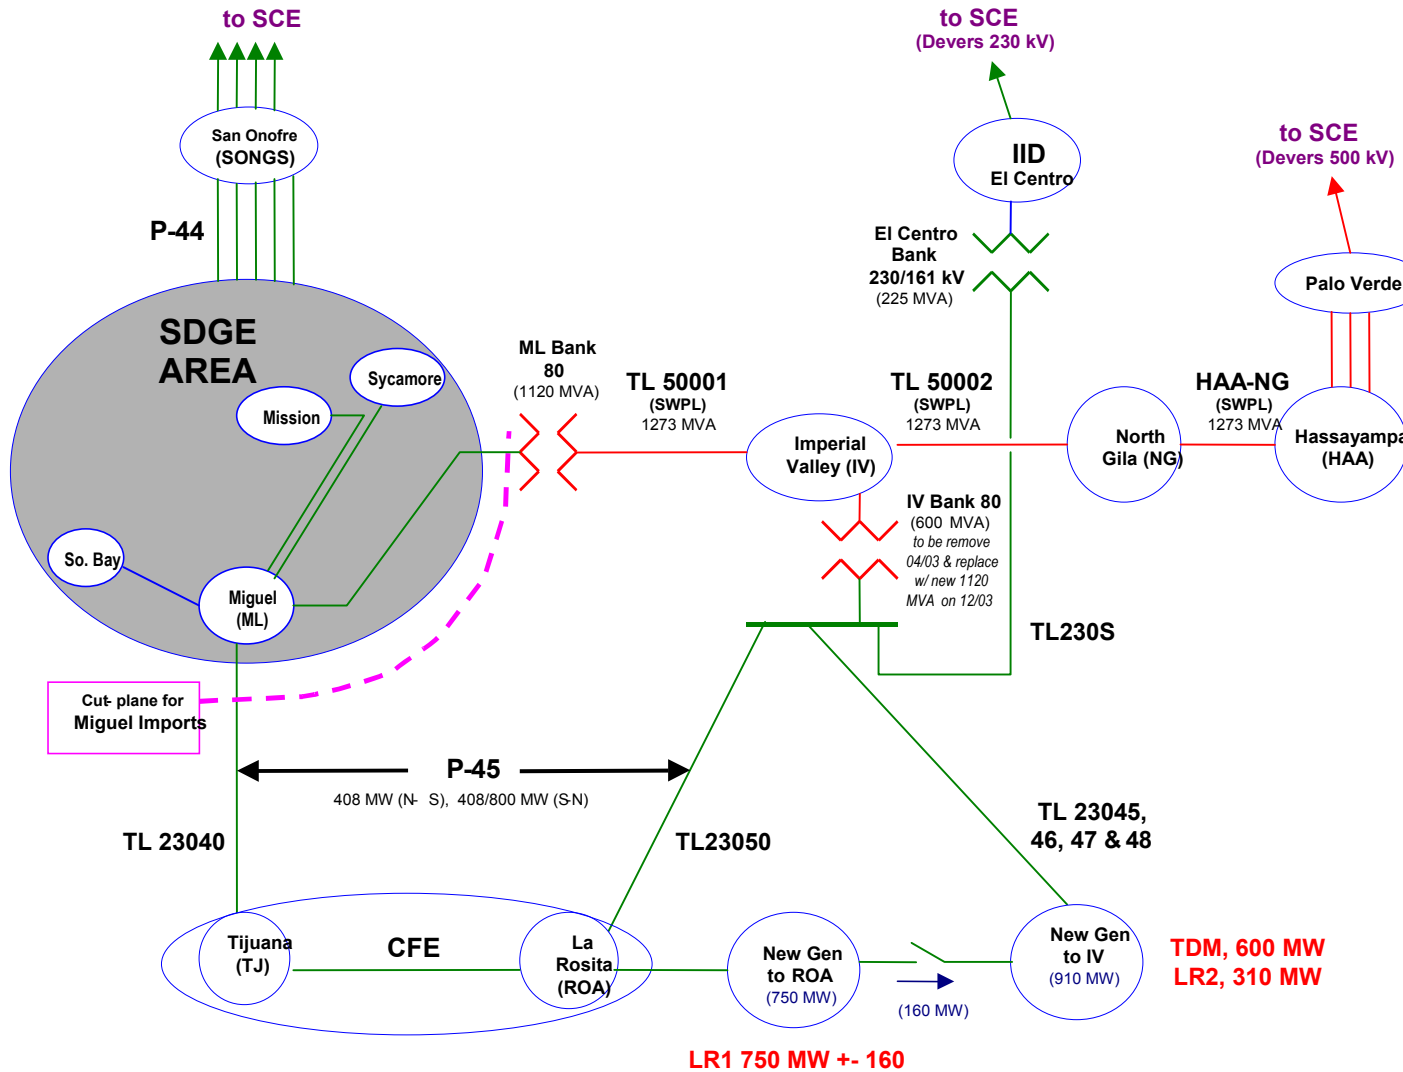 to SCE
to SCE
(Devers 230 kV)
to SCE
(Devers 500 kV)
San Onofre
(SONGS)
IID
El Centro
P-44
El Centro
Bank
230/161 kV
(225 MVA)
Palo Verde
SDGE
AREA
Sycamore
Mission
ML Bank
80
(1120 MVA)
TL 50001
(SWPL)
1273 MVA
TL 50002
(SWPL)
1273 MVA
HAA-NG
(SWPL)
1273 MVA
Imperial
Valley (IV)
North
Gila (NG)
Hassayampa
(HAA)
IV Bank 80
(600 MVA)
to be remove
04/03 & replace
w/ new 1120
MVA on 12/03
So. Bay
Miguel
(ML)
TL230S
Cut- plane for
Miguel Imports
P-45
408 MW (N- S), 408/800 MW (S-N)
TL 23040
TL23050
TL 23045,
46, 47 & 48
Tijuana
(TJ)
CFE
La
Rosita
(ROA)
New Gen
to ROA
(750 MW)
(160 MW)
New Gen
to IV
(910 MW)
TDM, 600 MW
LR2, 310 MW
LR1 750 MW +- 160